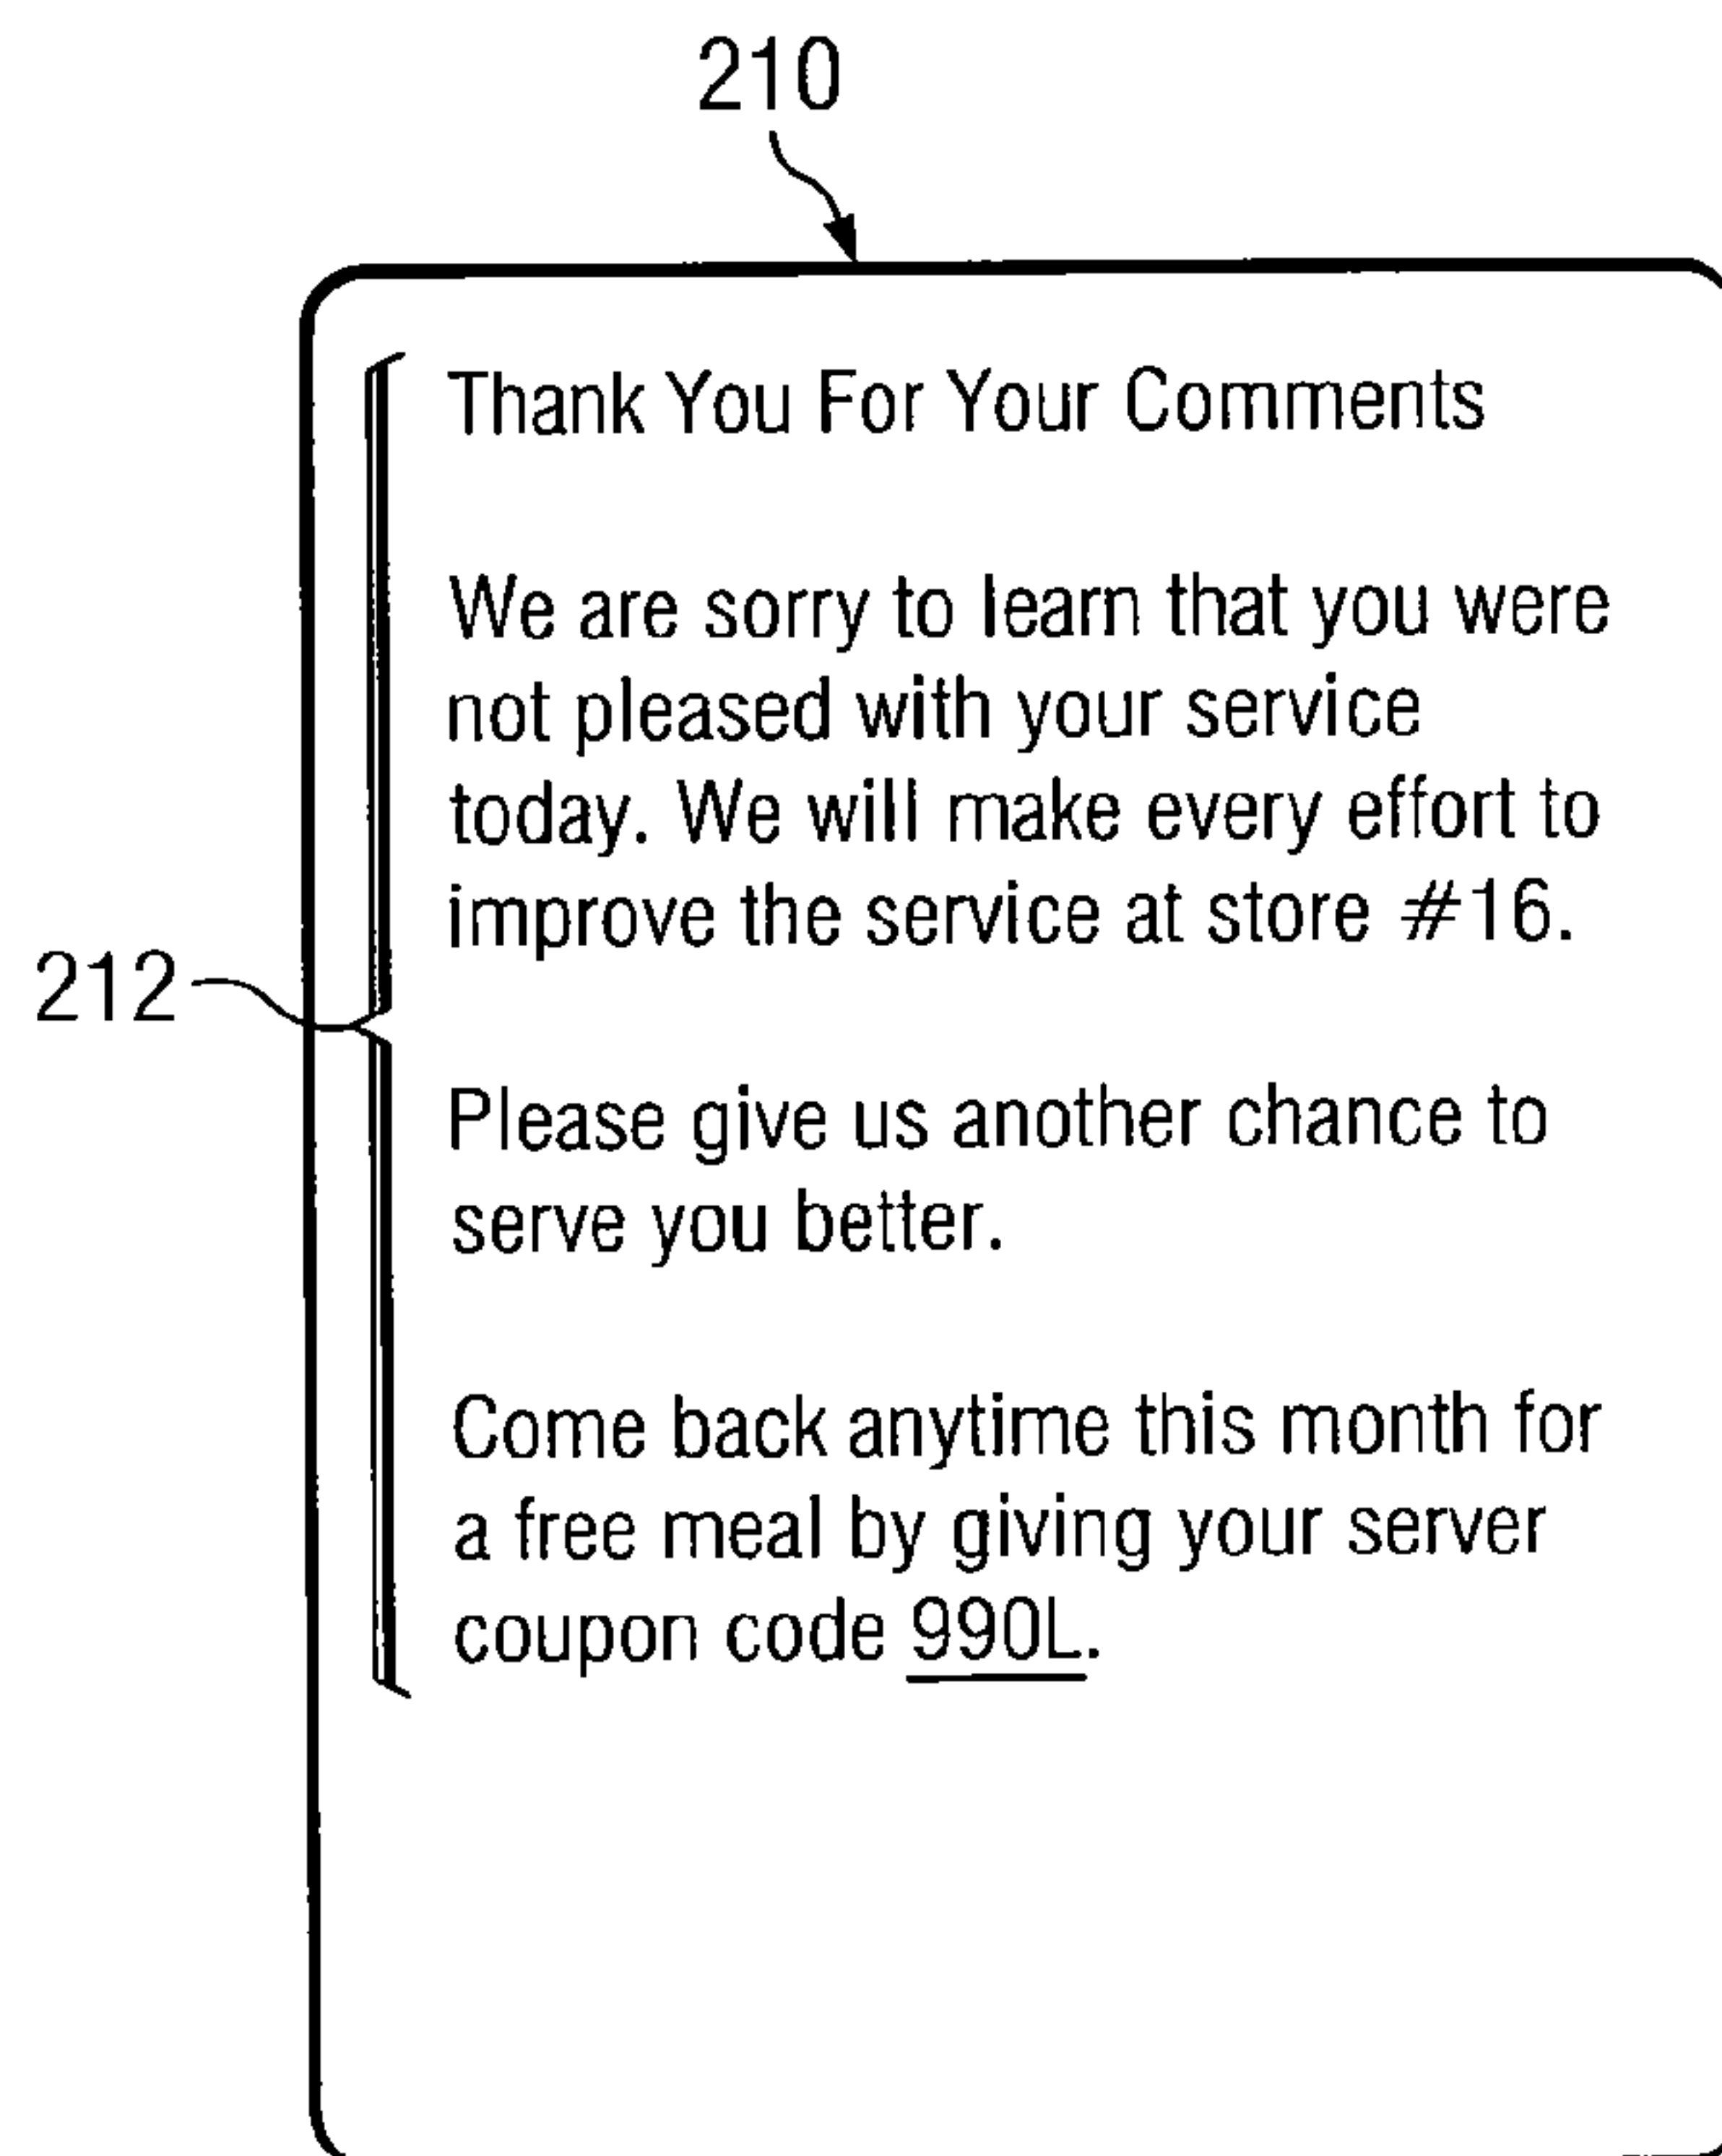 210
Thank You For Your Comments
We are sorry to learn that you were
not pleased with your service
today. We will make every effort to
improve the service at store #16.
212
Please give us another chance to
serve you better.
Come back anytime this month for
a free meal by giving your server
coupon code 990L.